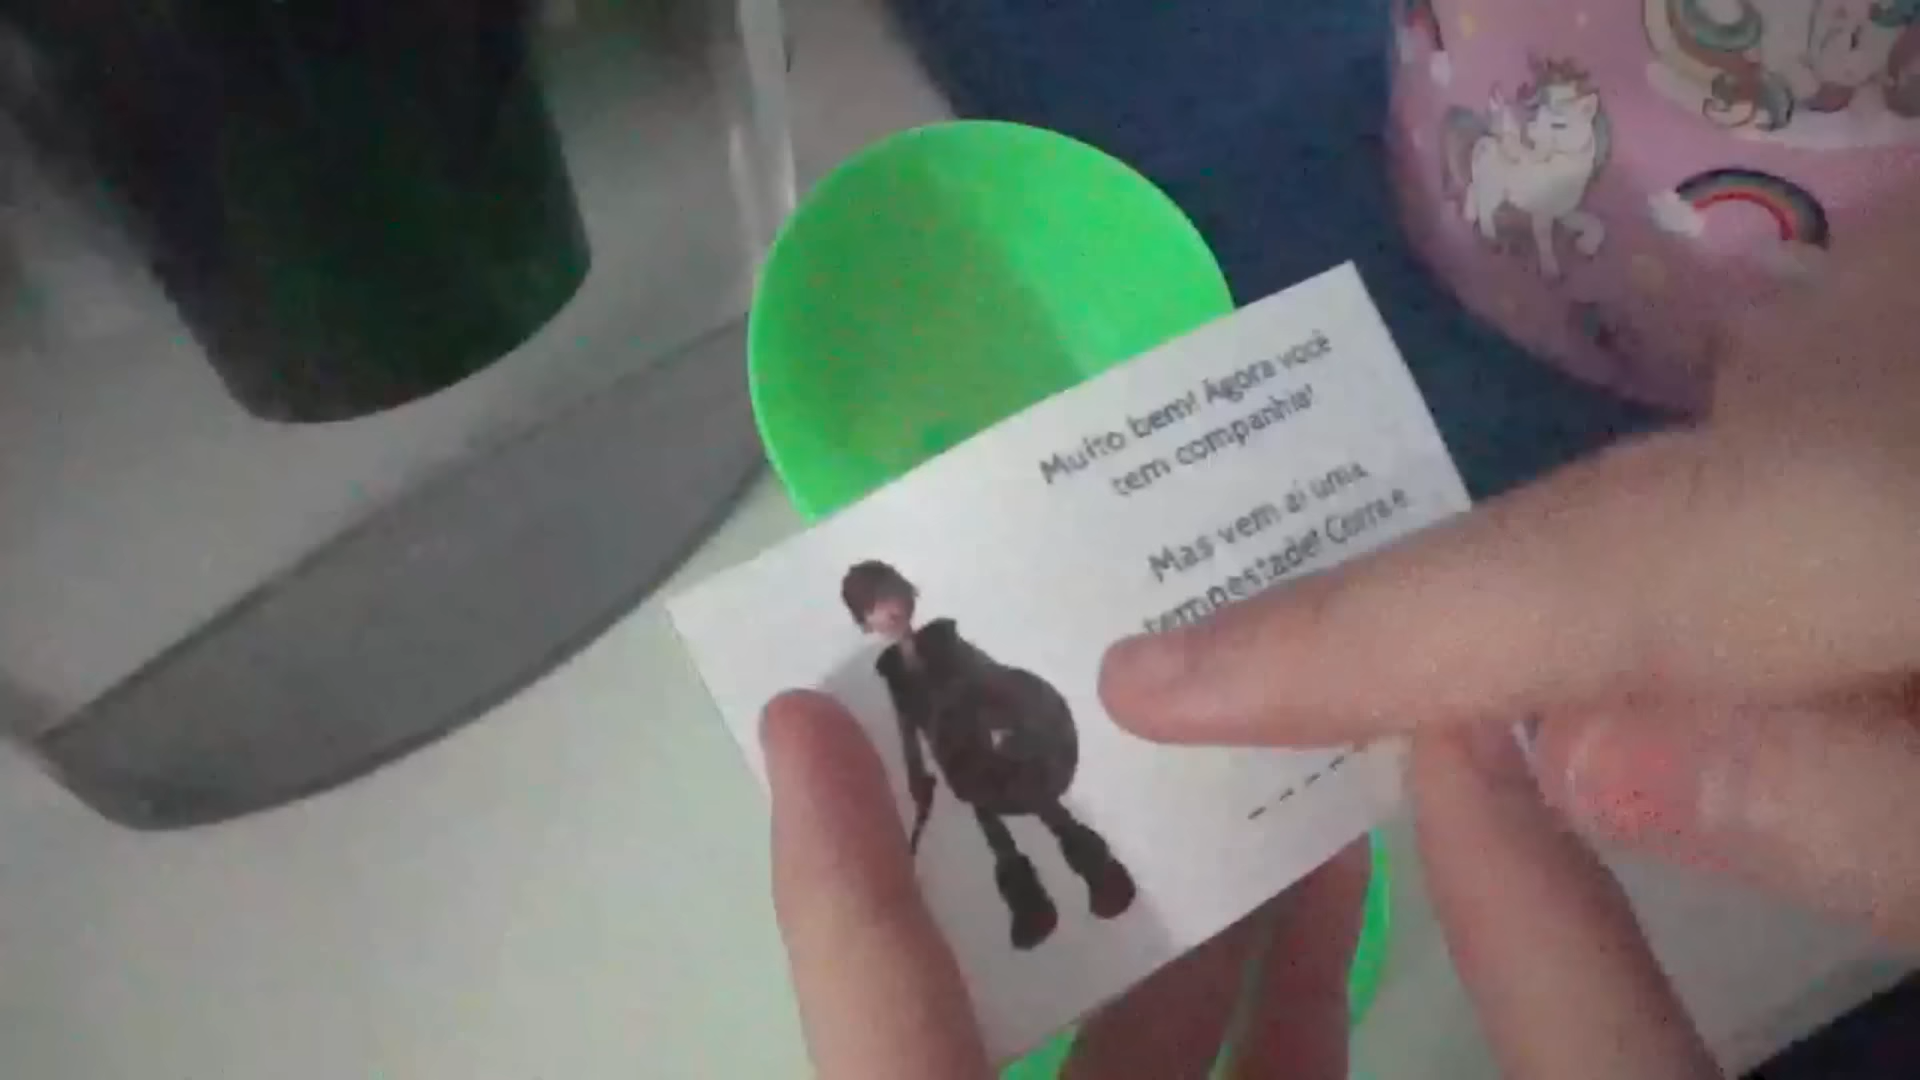 Muito bem! Agora você
tem companhia!
Mas vem aí uma
tempestade! Corra e